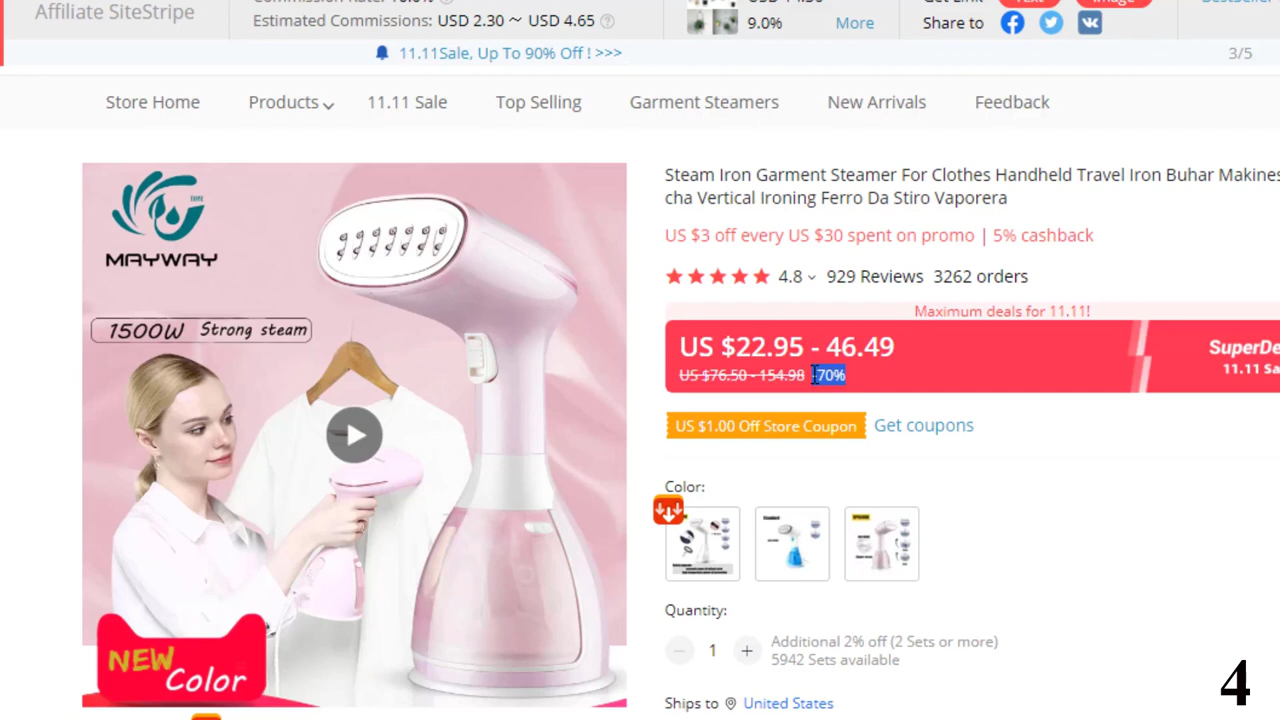 Affiliate SiteStripe
Estimated Commissions: USD 2.30 ~ USD 4.65
9.0% More
Share to
11.11Sale, Up To 90% Off ! >>>
3/5
Store Home Products 11.11 Sale Top Selling Garment Steamers New Arrivals Feedback
MAYWAY
1500W Strong steam
NEW
Color
Steam Iron Garment Steamer For Clothes Handheld Travel Iron Buhar Makines
cha Vertical Ironing Ferro Da Stiro Vaporera
US $3 off every US $30 spent on promo | 5% cashback
4.8 929 Reviews 3262 orders
Maximum deals for 11.11!
US $22.95 - 46.49
US $76.50 - 154.98 -70%
SuperDe
11.11 Sa
US $1.00 Off Store Coupon Get coupons
Color:
Quantity:
1
Additional 2% off (2 Sets or more)
5942 Sets available
Ships to United States
4